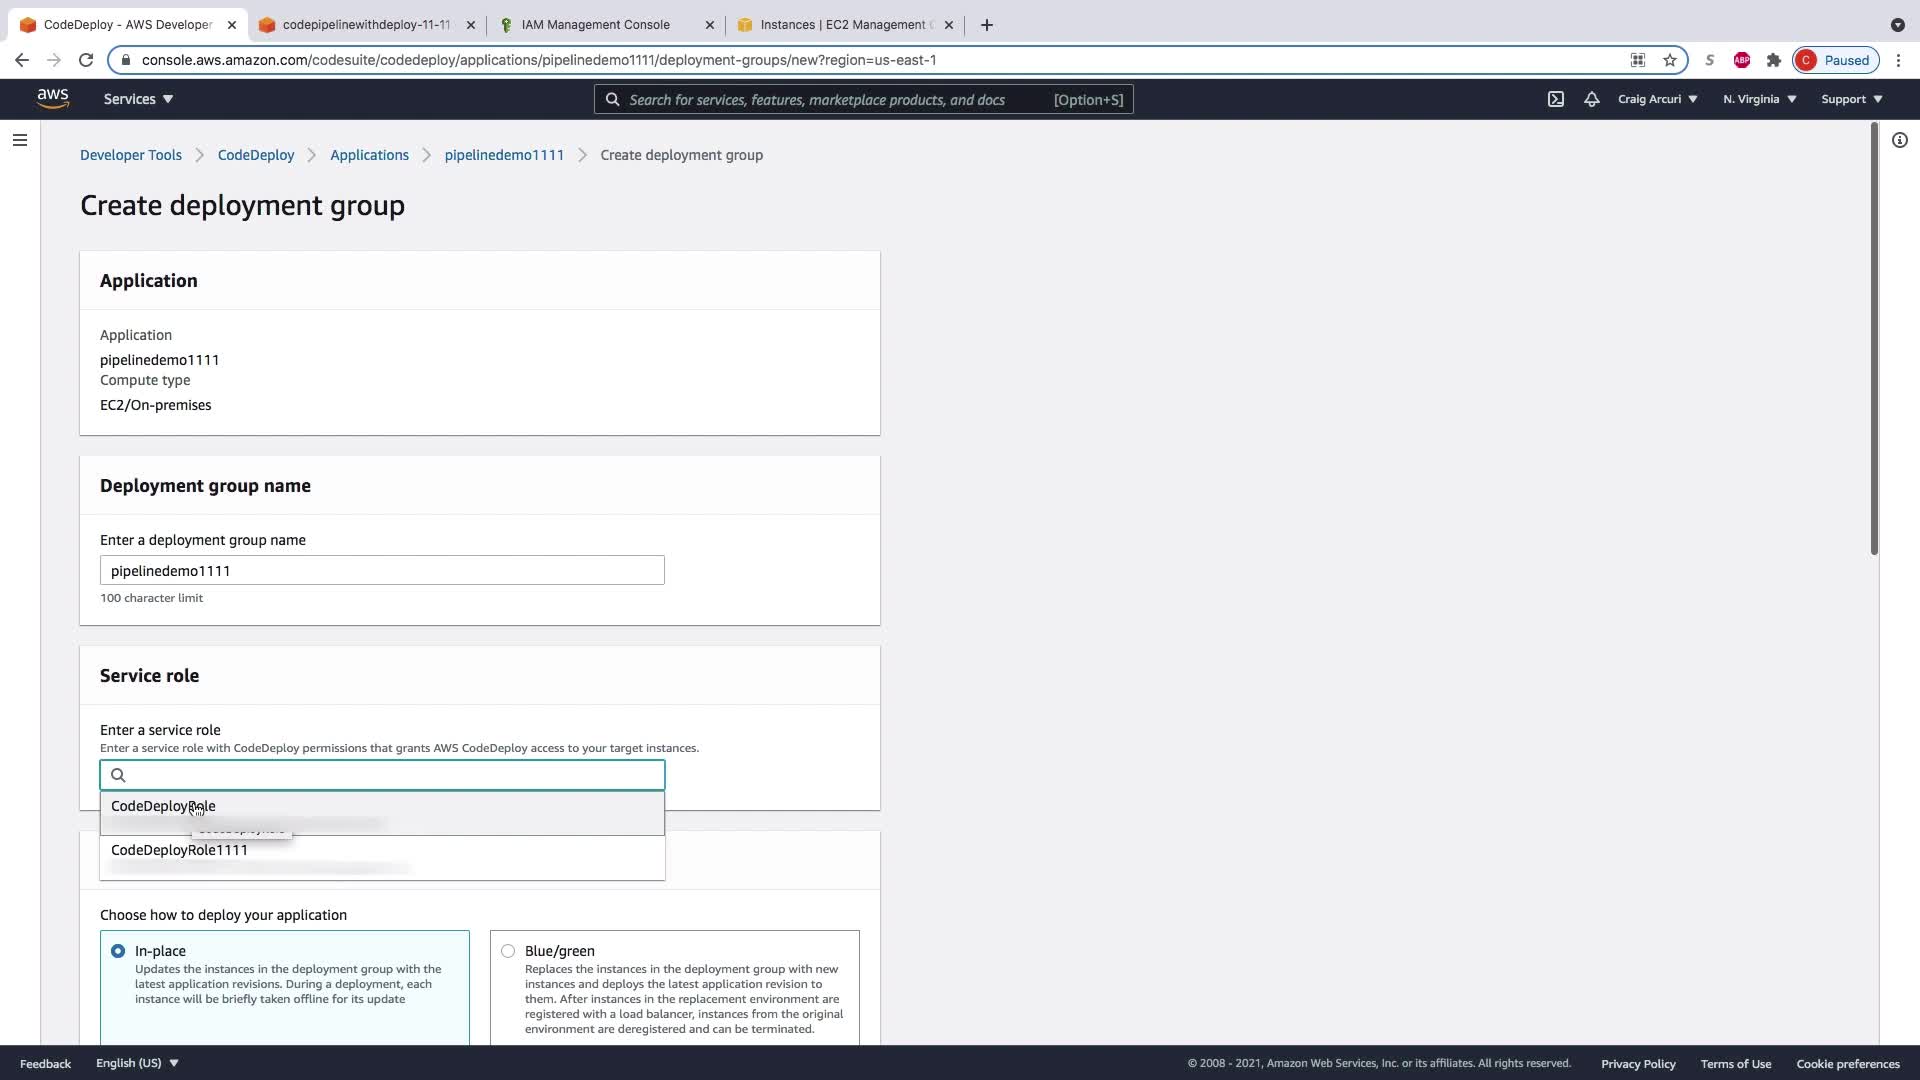 CodeDeploy - AWS Developer
codepipelinewithdeploy-11-11
IAM Management Console
Instances | EC2 Management C
console.aws.amazon.com/codesuite/codedeploy/applications/pipelinedemo1111/deployment-groups/new?region=us-east-1
S
ABP
C Paused
aws
Services
Search for services, features, marketplace products, and docs
[Option+S]
Craig Arcuri
N. Virginia
Support
Developer Tools
CodeDeploy
Applications
pipelinedemo1111
Create deployment group
Create deployment group
Application
Application
pipelinedemo1111
Compute type
EC2/On-premises
Deployment group name
Enter a deployment group name
pipelinedemo1111
100 character limit
Service role
Enter a service role
Enter a service role with CodeDeploy permissions that grants AWS CodeDeploy access to your target instances.
CodeDeployRole
CodeDeployRole1111
Choose how to deploy your application
In-place
Updates the instances in the deployment group with the
latest application revisions. During a deployment, each
instance will be briefly taken offline for its update
Blue/green
Replaces the instances in the deployment group with new
instances and deploys the latest application revision to
them. After instances in the replacement environment are
registered with a load balancer, instances from the original
environment are deregistered and can be terminated.
Feedback
English (US)
© 2008 - 2021, Amazon Web Services, Inc. or its affiliates. All rights reserved.
Privacy Policy
Terms of Use
Cookie preferences